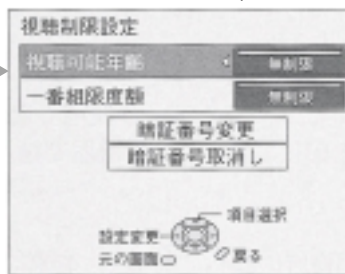 視聴制限設定
視聴可能年齢 無制限
一番組限度額 無制限
暗証番号変更
暗証番号取消し
項目選択
設定変更
元の画面 戻る